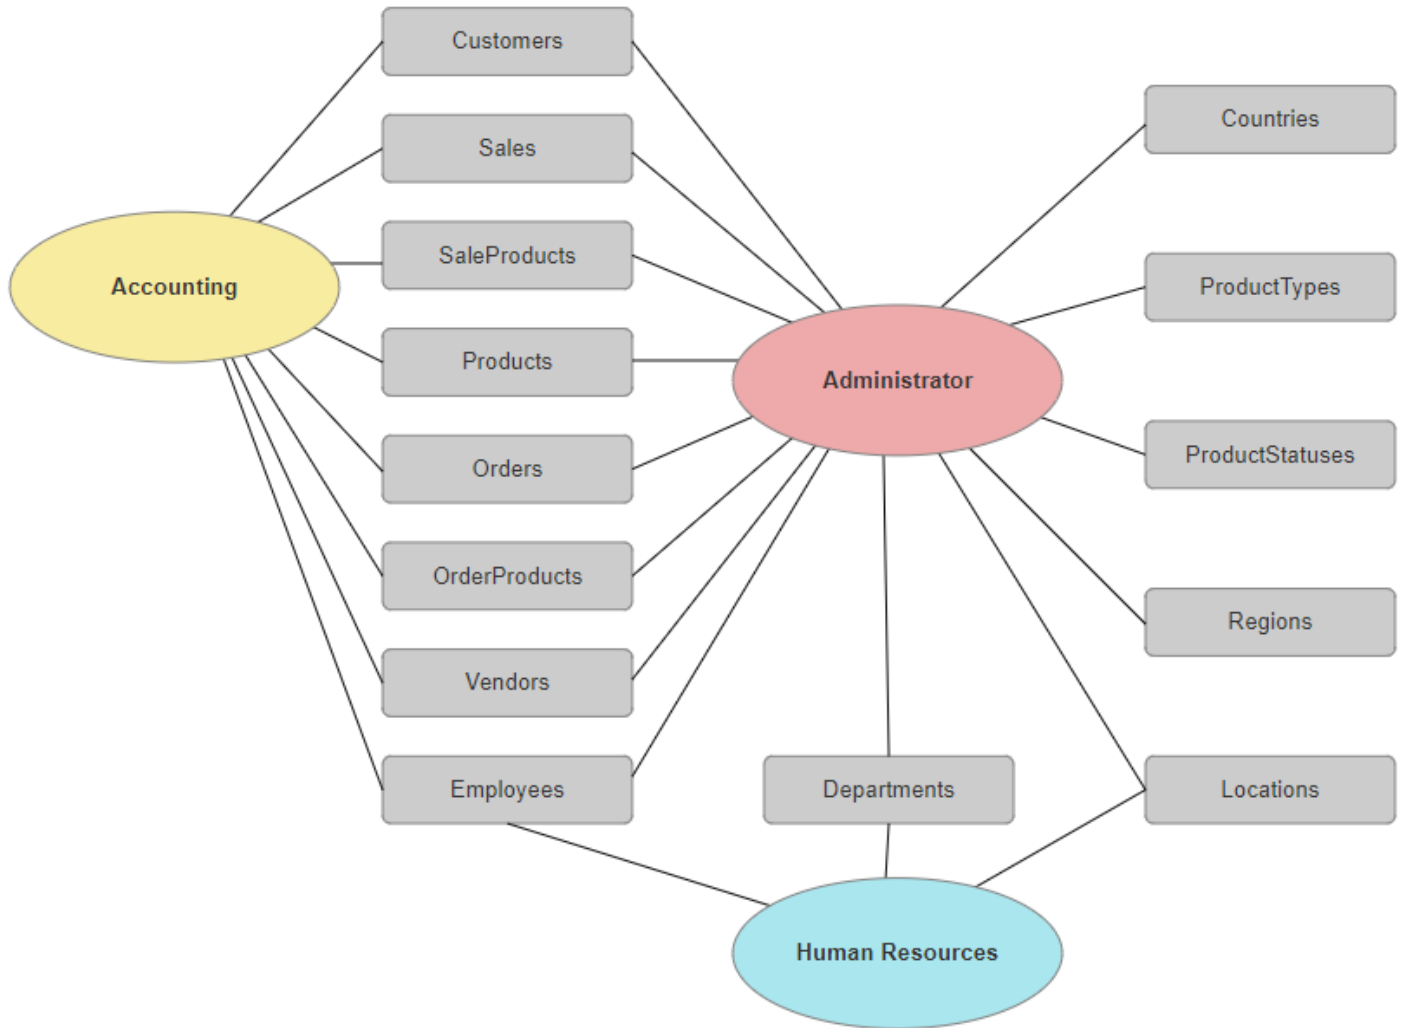 Customers
Countries
Sales
SaleProducts
Accounting
ProductTypes
Products
Administrator
Orders
ProductStatuses
OrderProducts
Regions
Vendors
Employees
Departments
Locations
Human Resources